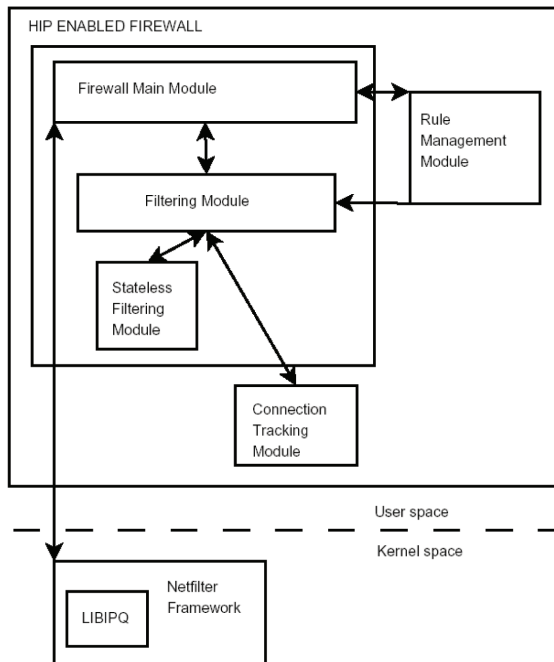 HIP ENABLED FIREWALL
Firewall Main Module
Rule
Management
Module
Filtering Module
Stateless
Filtering
Module
Connection
Tracking
Module
User space
Kernel space
Netfilter
Framework
LIBIPQ